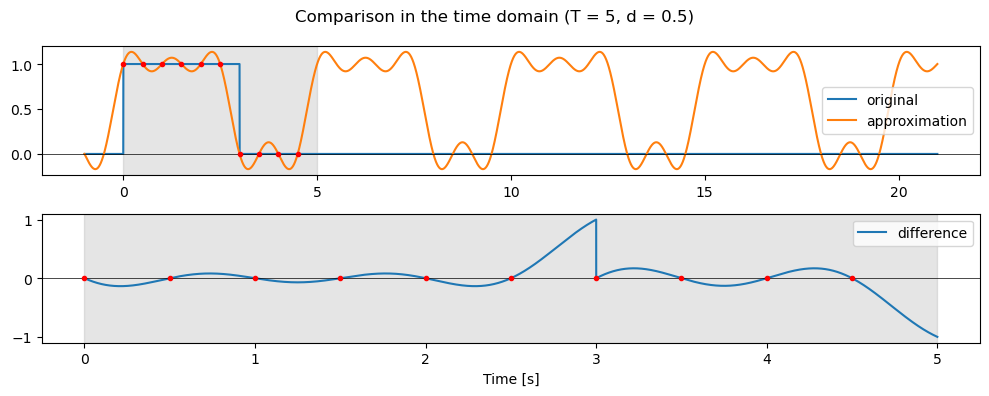 Comparison in the time domain (T = 5, d = 0.5)
1.0
0.5
0.0
original
approximation
0 5 10 15 20
1
0
−1
difference
0 1 2 3 4 5
Time [s]